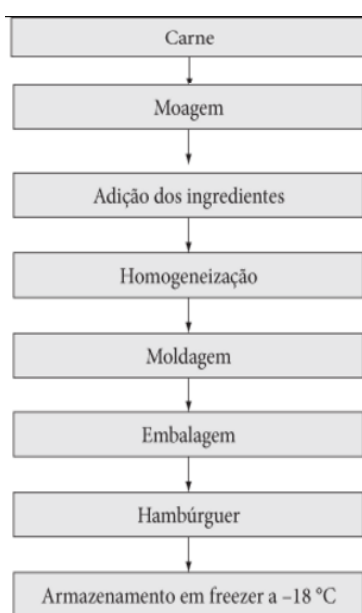 Carne
Moagem
Adição dos ingredientes
Homogeneização
Moldagem
Embalagem
Hambúrguer
Armazenamento em freezer a –18 °C